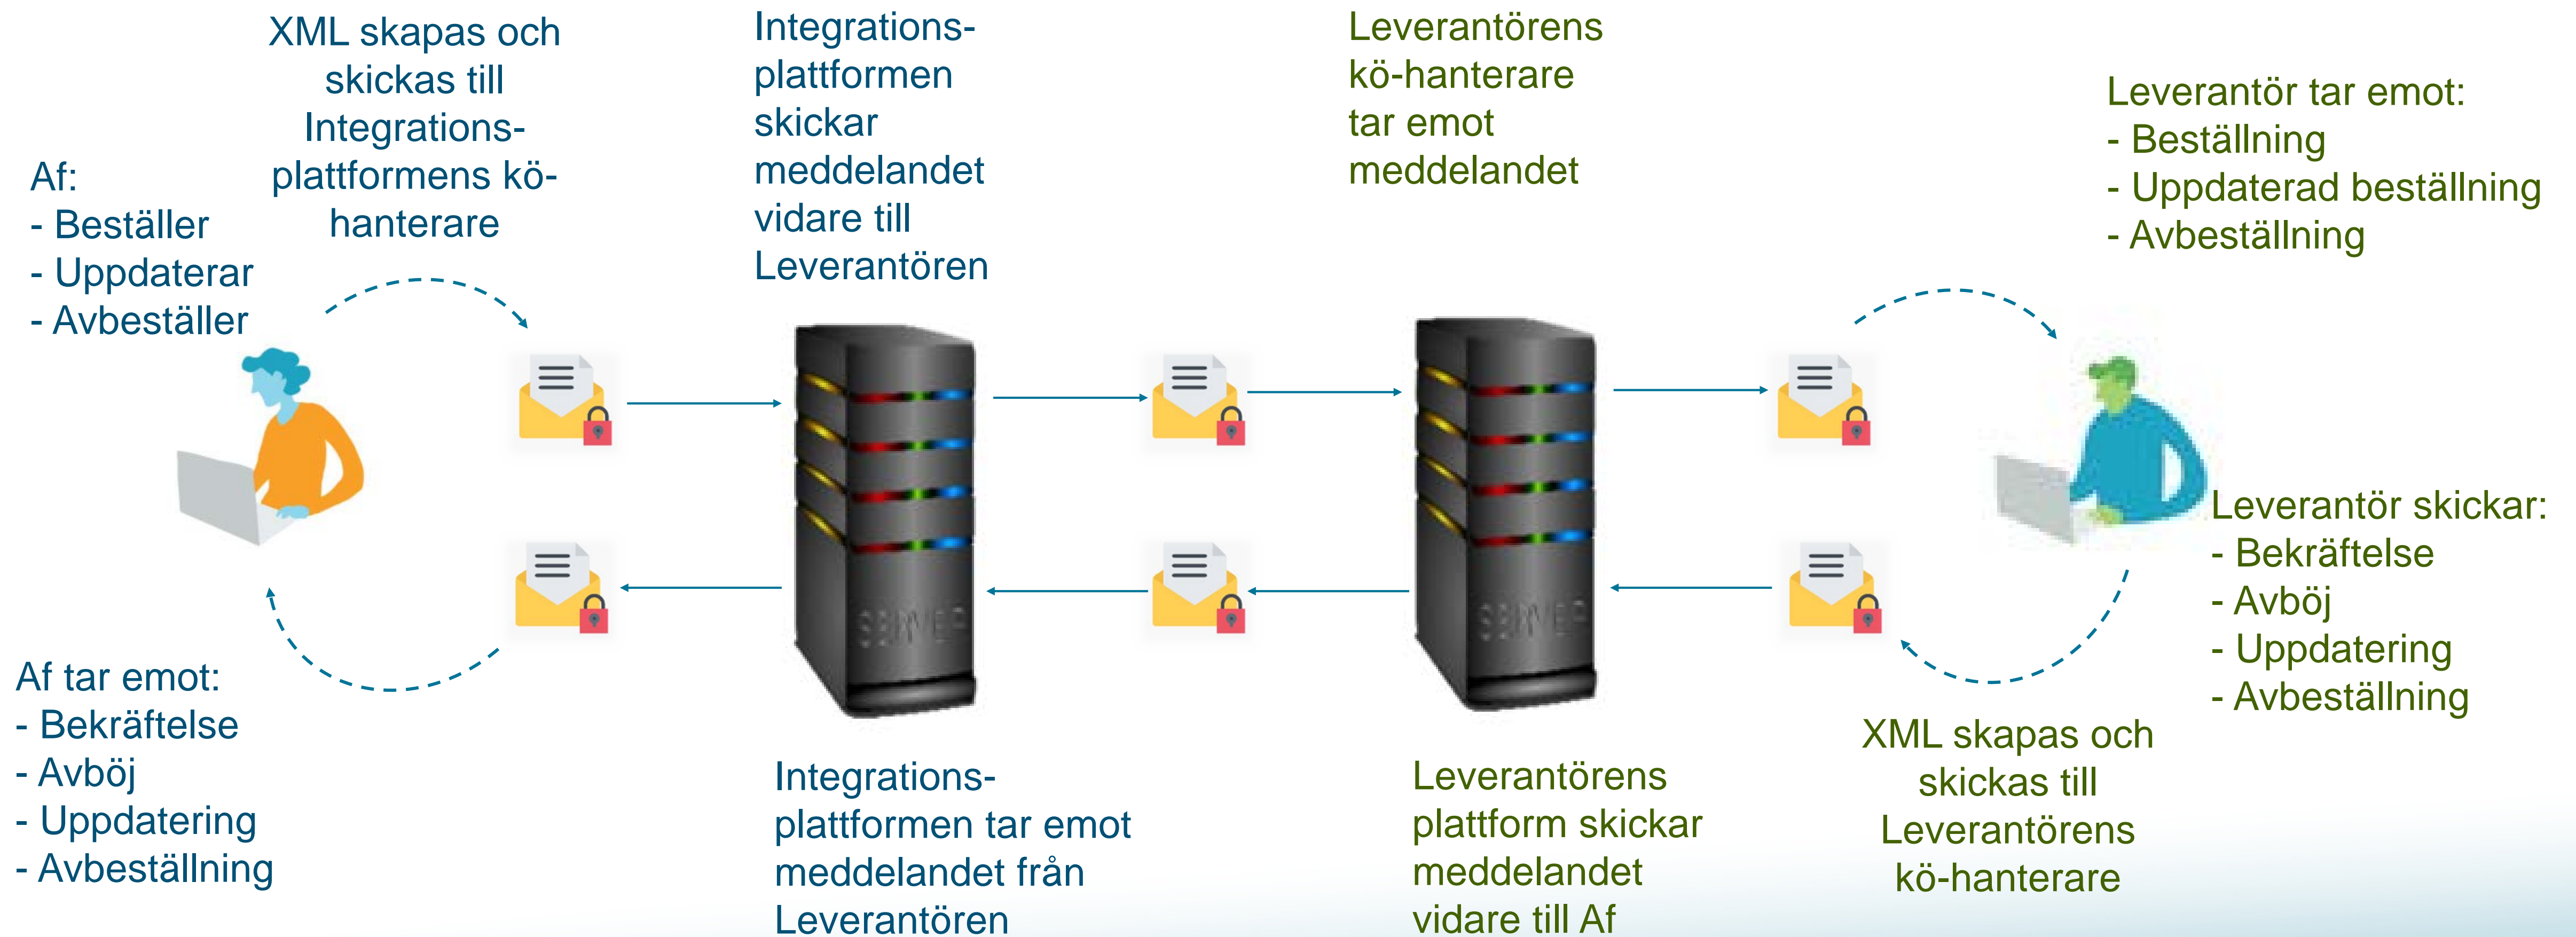 XML skapas och
skickas till
Integrations-
plattformens kö-
hanterare
Integrations-
plattformen
skickar
meddelandet
vidare till
Leverantören
Leverantörens
kö-hanterare
tar emot
meddelandet
Leverantör tar emot:
- Beställning
- Uppdaterad beställning
- Avbeställning
Af:
- Beställer
- Uppdaterar
- Avbeställer
SERVER
SERVER
Leverantör skickar:
- Bekräftelse
- Avböj
- Uppdatering
- Avbeställning
Af tar emot:
- Bekräftelse
- Avböj
- Uppdatering
- Avbeställning
Integrations-
plattformen tar emot
meddelandet från
Leverantören
Leverantörens
plattform skickar
meddelandet
vidare till Af
XML skapas och
skickas till
Leverantörens
kö-hanterare